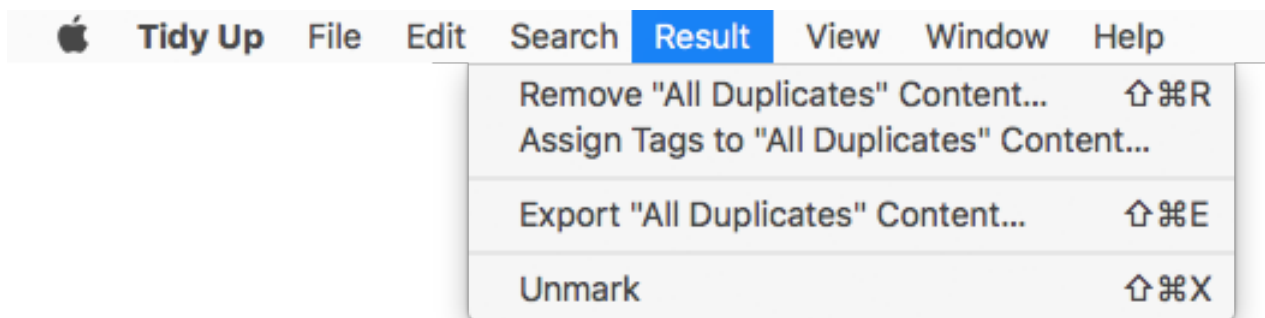 Tidy Up File Edit Search Result View Window Help
Remove "All Duplicates" Content... ⇧⌘R
Assign Tags to "All Duplicates" Content...
Export "All Duplicates" Content... ⇧⌘E
Unmark ⇧⌘X